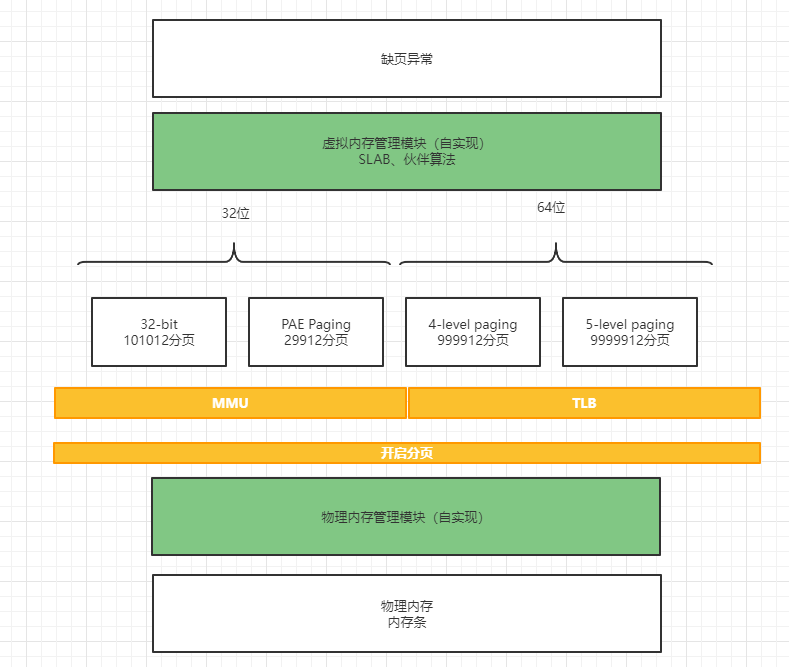 缺页异常
虚拟内存管理模块（自实现）
SLAB、伙伴算法
32位
64位
32-bit
101012分页
PAE Paging
29912分页
4-level paging
999912分页
5-level paging
9999912分页
MMU
TLB
开启分页
物理内存管理模块（自实现）
物理内存
内存条